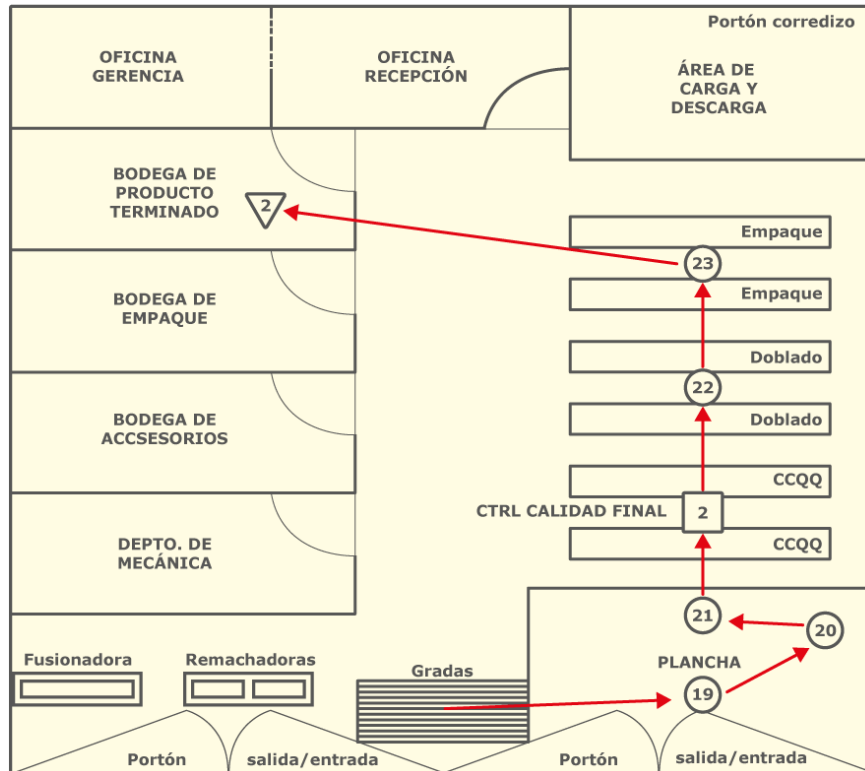 OFICINA
GERENCIA
OFICINA
RECEPCIÓN
Portón corredizo
ÁREA DE
CARGA Y
DESCARGA
BODEGA DE
PRODUCTO
TERMINADO
2
Empaque
23
Empaque
BODEGA DE
EMPAQUE
Doblado
22
Doblado
BODEGA DE
ACCSESORIOS
CCQQ
CTRL CALIDAD FINAL
2
CCQQ
DEPTO. DE
MECÁNICA
21
20
PLANCHA
19
Fusionadora
Remachadoras
Gradas
Portón
salida/entrada
Portón
salida/entrada